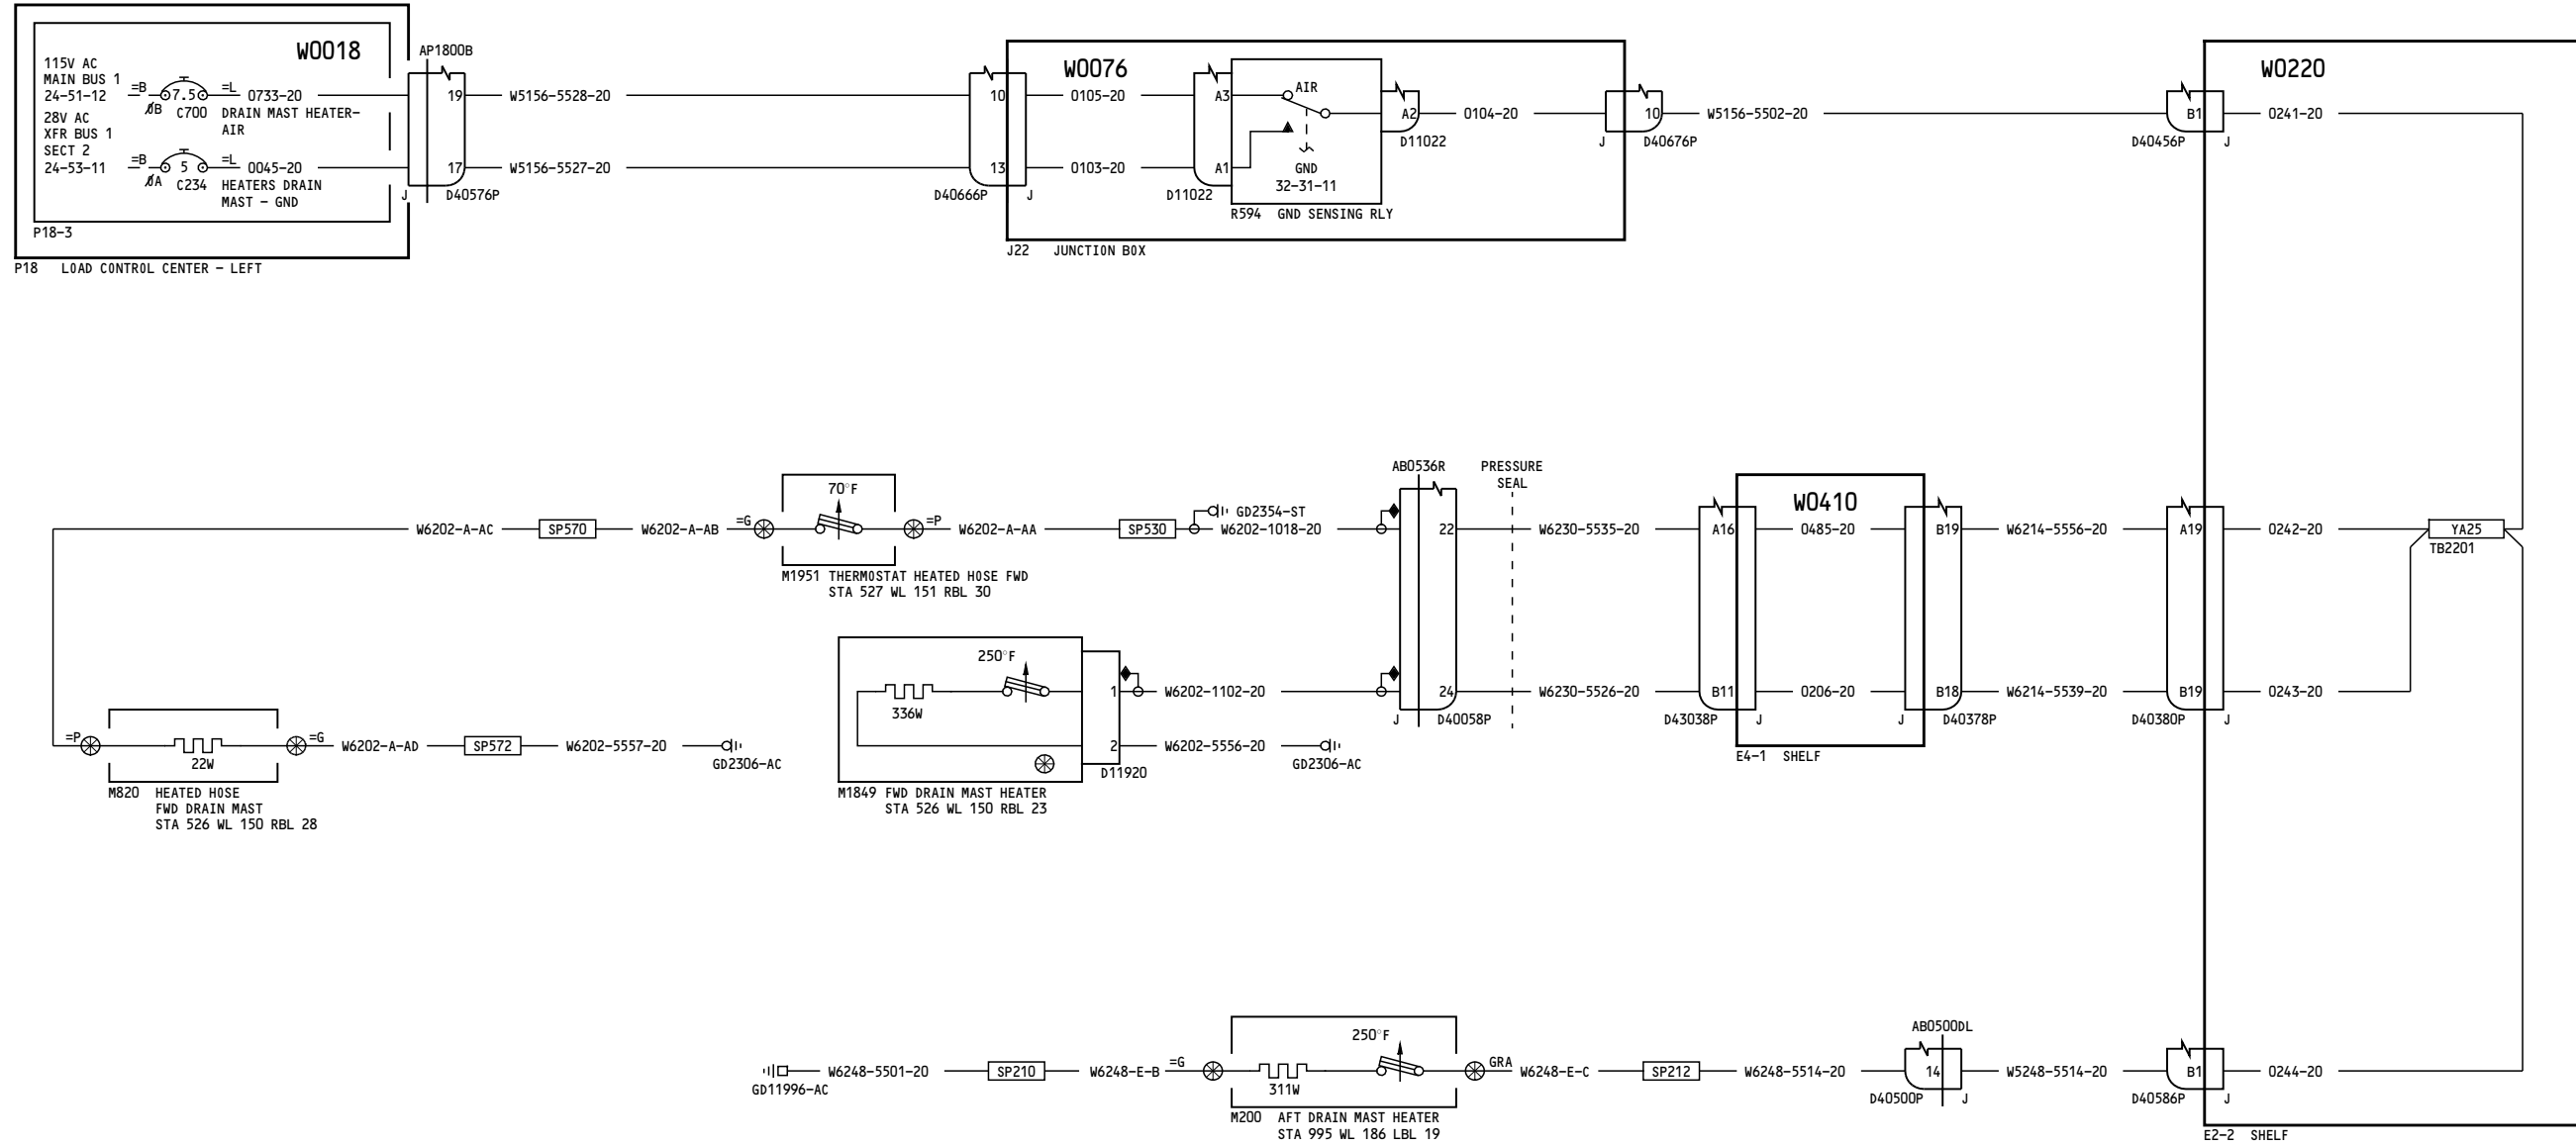 W0018
115V AC
MAIN BUS 1
24-51-12
=B
7.5
=L
0733-20
ØB
C700
DRAIN MAST HEATER-
AIR
28V AC
XFR BUS 1
SECT 2
24-53-11
=B
5
=L
0045-20
ØA
C234
HEATERS DRAIN
MAST - GND
P18-3
P18 LOAD CONTROL CENTER - LEFT
AP1800B
19
17
J
D40576P
W5156-5528-20
W5156-5527-20
10
13
D40666P
J
W0076
0105-20
0103-20
A3
A1
D11022
AIR
GND
32-31-11
R594 GND SENSING RLY
A2
D11022
0104-20
J22 JUNCTION BOX
10
J
D40676P
W5156-5502-20
B1
D40456P
J
W0220
0241-20
W6202-A-AC
SP570
W6202-A-AB
=G
70°F
=P
W6202-A-AA
SP530
GD2354-ST
W6202-1018-20
M1951 THERMOSTAT HEATED HOSE FWD
STA 527 WL 151 RBL 30
AB0536R
22
24
J
D40058P
PRESSURE
SEAL
W6230-5535-20
W6230-5526-20
A16
B11
D43038P
J
W0410
0485-20
0206-20
B19
B18
J
D40378P
E4-1 SHELF
W6214-5556-20
W6214-5539-20
A19
B19
D40380P
J
0242-20
0243-20
YA25
TB2201
250°F
336W
1
2
D11920
W6202-1102-20
W6202-5556-20
GD2306-AC
M1849 FWD DRAIN MAST HEATER
STA 526 WL 150 RBL 23
=P
22W
=G
W6202-A-AD
SP572
W6202-5557-20
GD2306-AC
M820 HEATED HOSE
FWD DRAIN MAST
STA 526 WL 150 RBL 28
GD11996-AC
W6248-5501-20
SP210
W6248-E-B
=G
311W
250°F
GRA
W6248-E-C
SP212
W6248-5514-20
M200 AFT DRAIN MAST HEATER
STA 995 WL 186 LBL 19
AB0500DL
14
D40500P
J
W5248-5514-20
B1
D40586P
J
0244-20
E2-2 SHELF